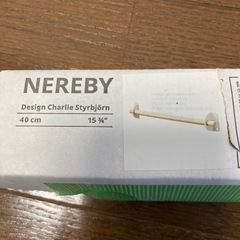 NEREBY
Design Charlie Styrbjörn
40 cm 15 ¾"